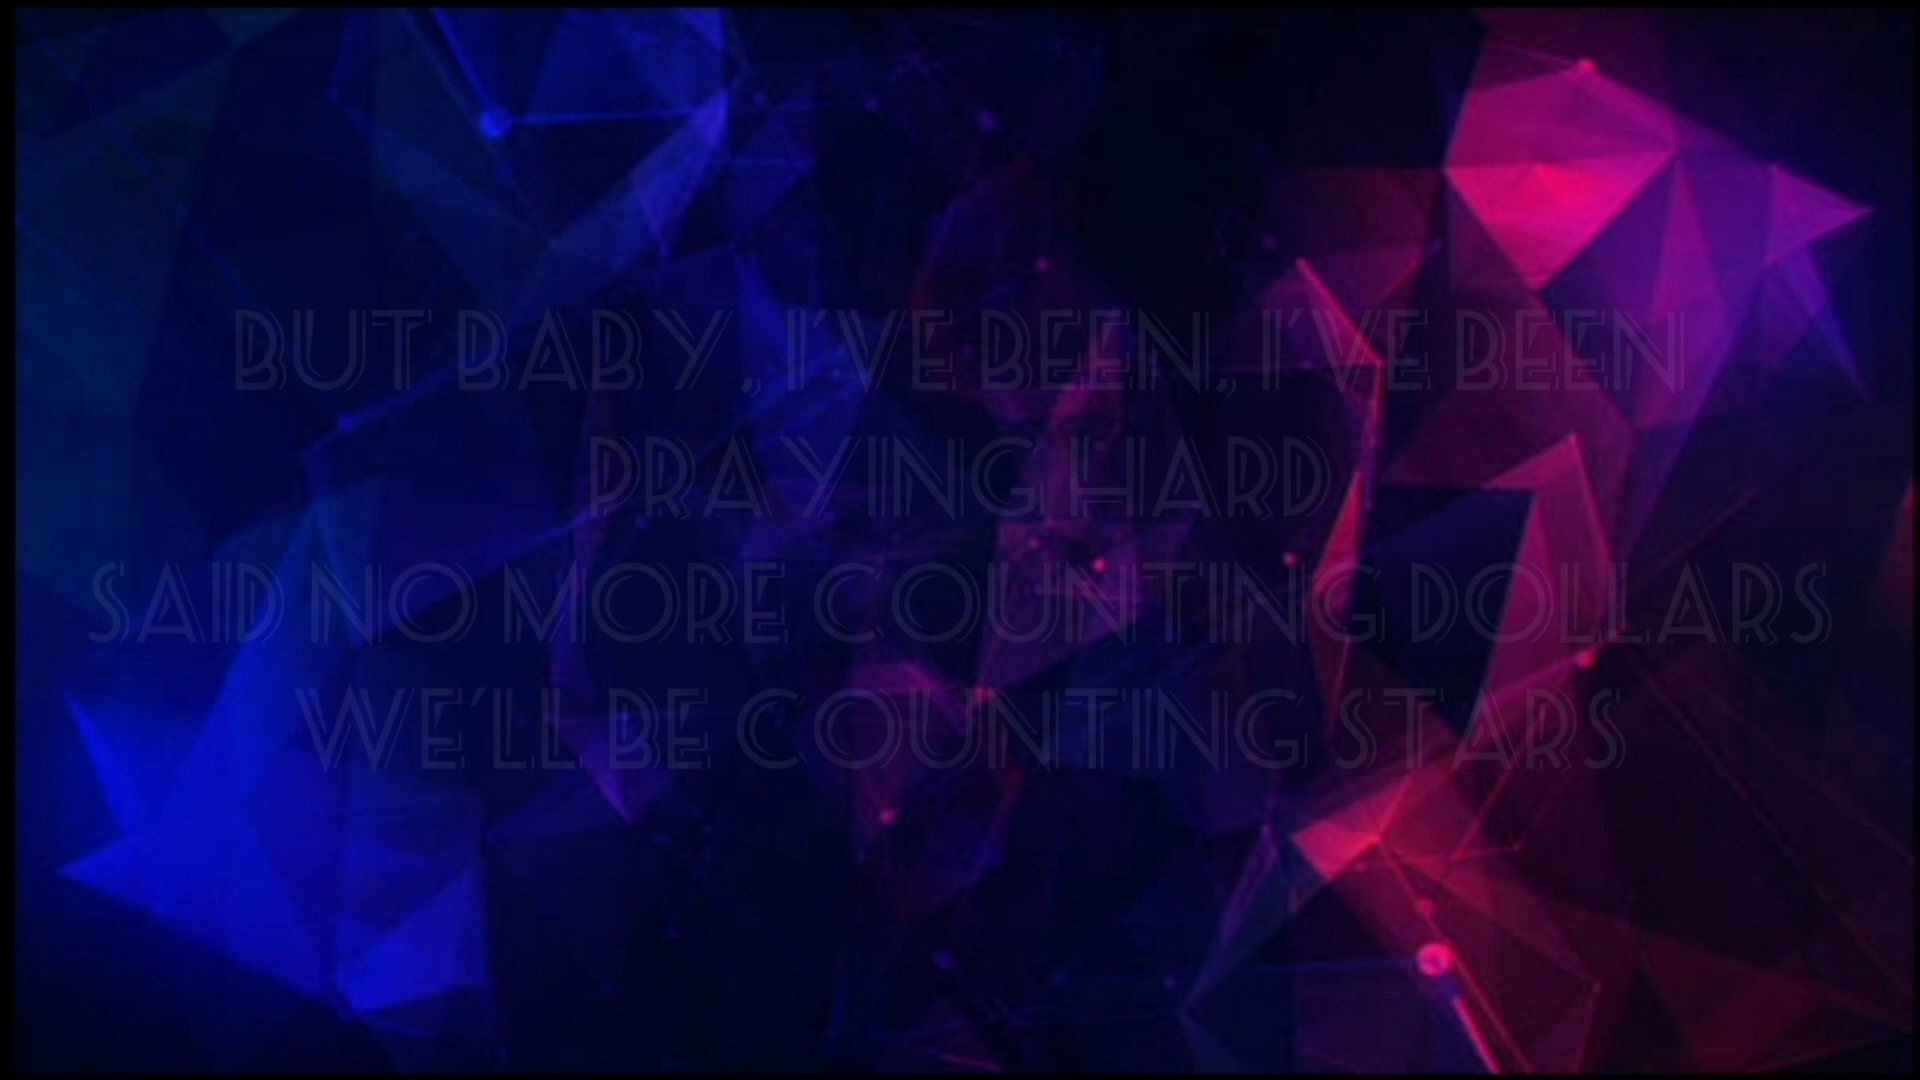 BUT BABY,, I'VE BEEN,, I'VE BEEN
PRAYING HARD
SAID NO MORE COUNTING DOLLARS
WE'LL BE COUNTING STARS